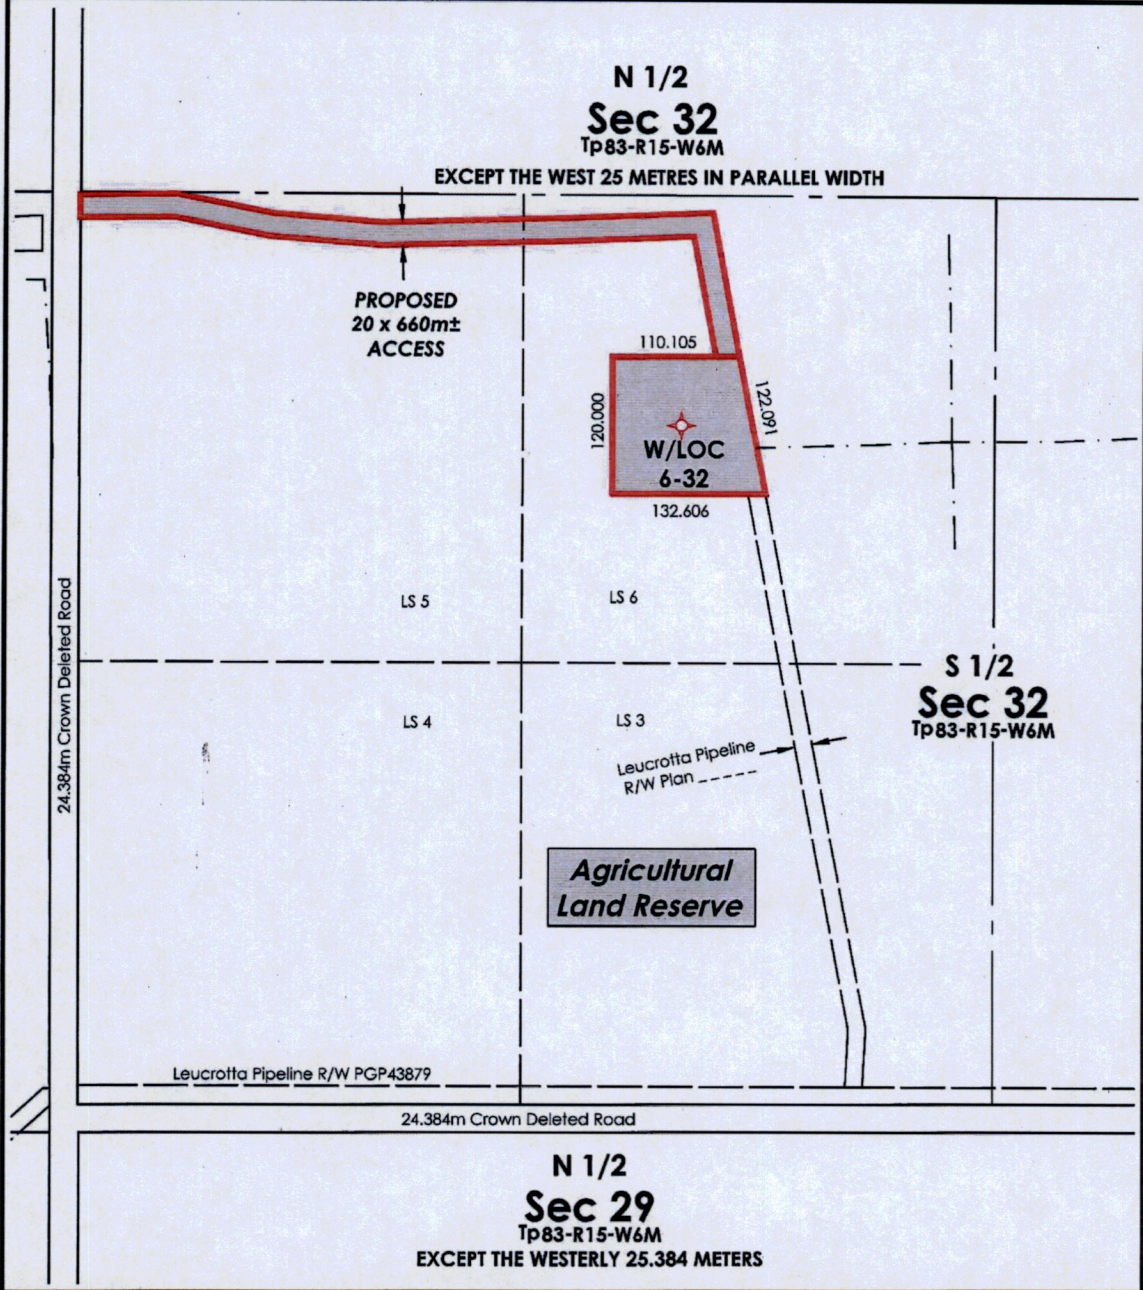 N 1/2
Sec 32
Tp83-R15-W6M
EXCEPT THE WEST 25 METRES IN PARALLEL WIDTH
PROPOSED
20 x 660m±
ACCESS
110.105
120.000
122.091
W/LOC
6-32
132.606
LS 5
LS 6
24.384m Crown Deleted Road
S 1/2
Sec 32
Tp83-R15-W6M
LS 4
LS 3
Leucrotta Pipeline
R/W Plan ------
Agricultural
Land Reserve
Leucrotta Pipeline R/W PGP43879
24.384m Crown Deleted Road
N 1/2
Sec 29
Tp83-R15-W6M
EXCEPT THE WESTERLY 25.384 METERS